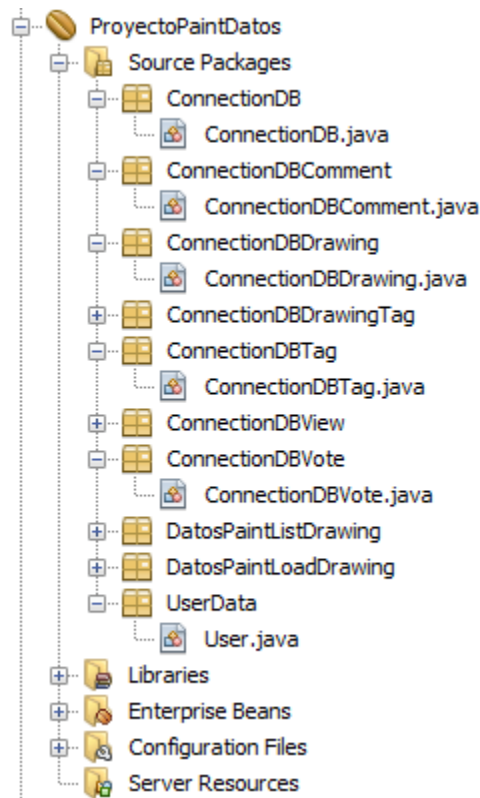 ProyectoPaintDatos
Source Packages
ConnectionDB
ConnectionDB.java
ConnectionDBComment
ConnectionDBComment.java
ConnectionDBDrawing
ConnectionDBDrawing.java
ConnectionDBDrawingTag
ConnectionDBTag
ConnectionDBTag.java
ConnectionDBView
ConnectionDBVote
ConnectionDBVote.java
DatosPaintListDrawing
DatosPaintLoadDrawing
UserData
User.java
Libraries
Enterprise Beans
Configuration Files
Server Resources